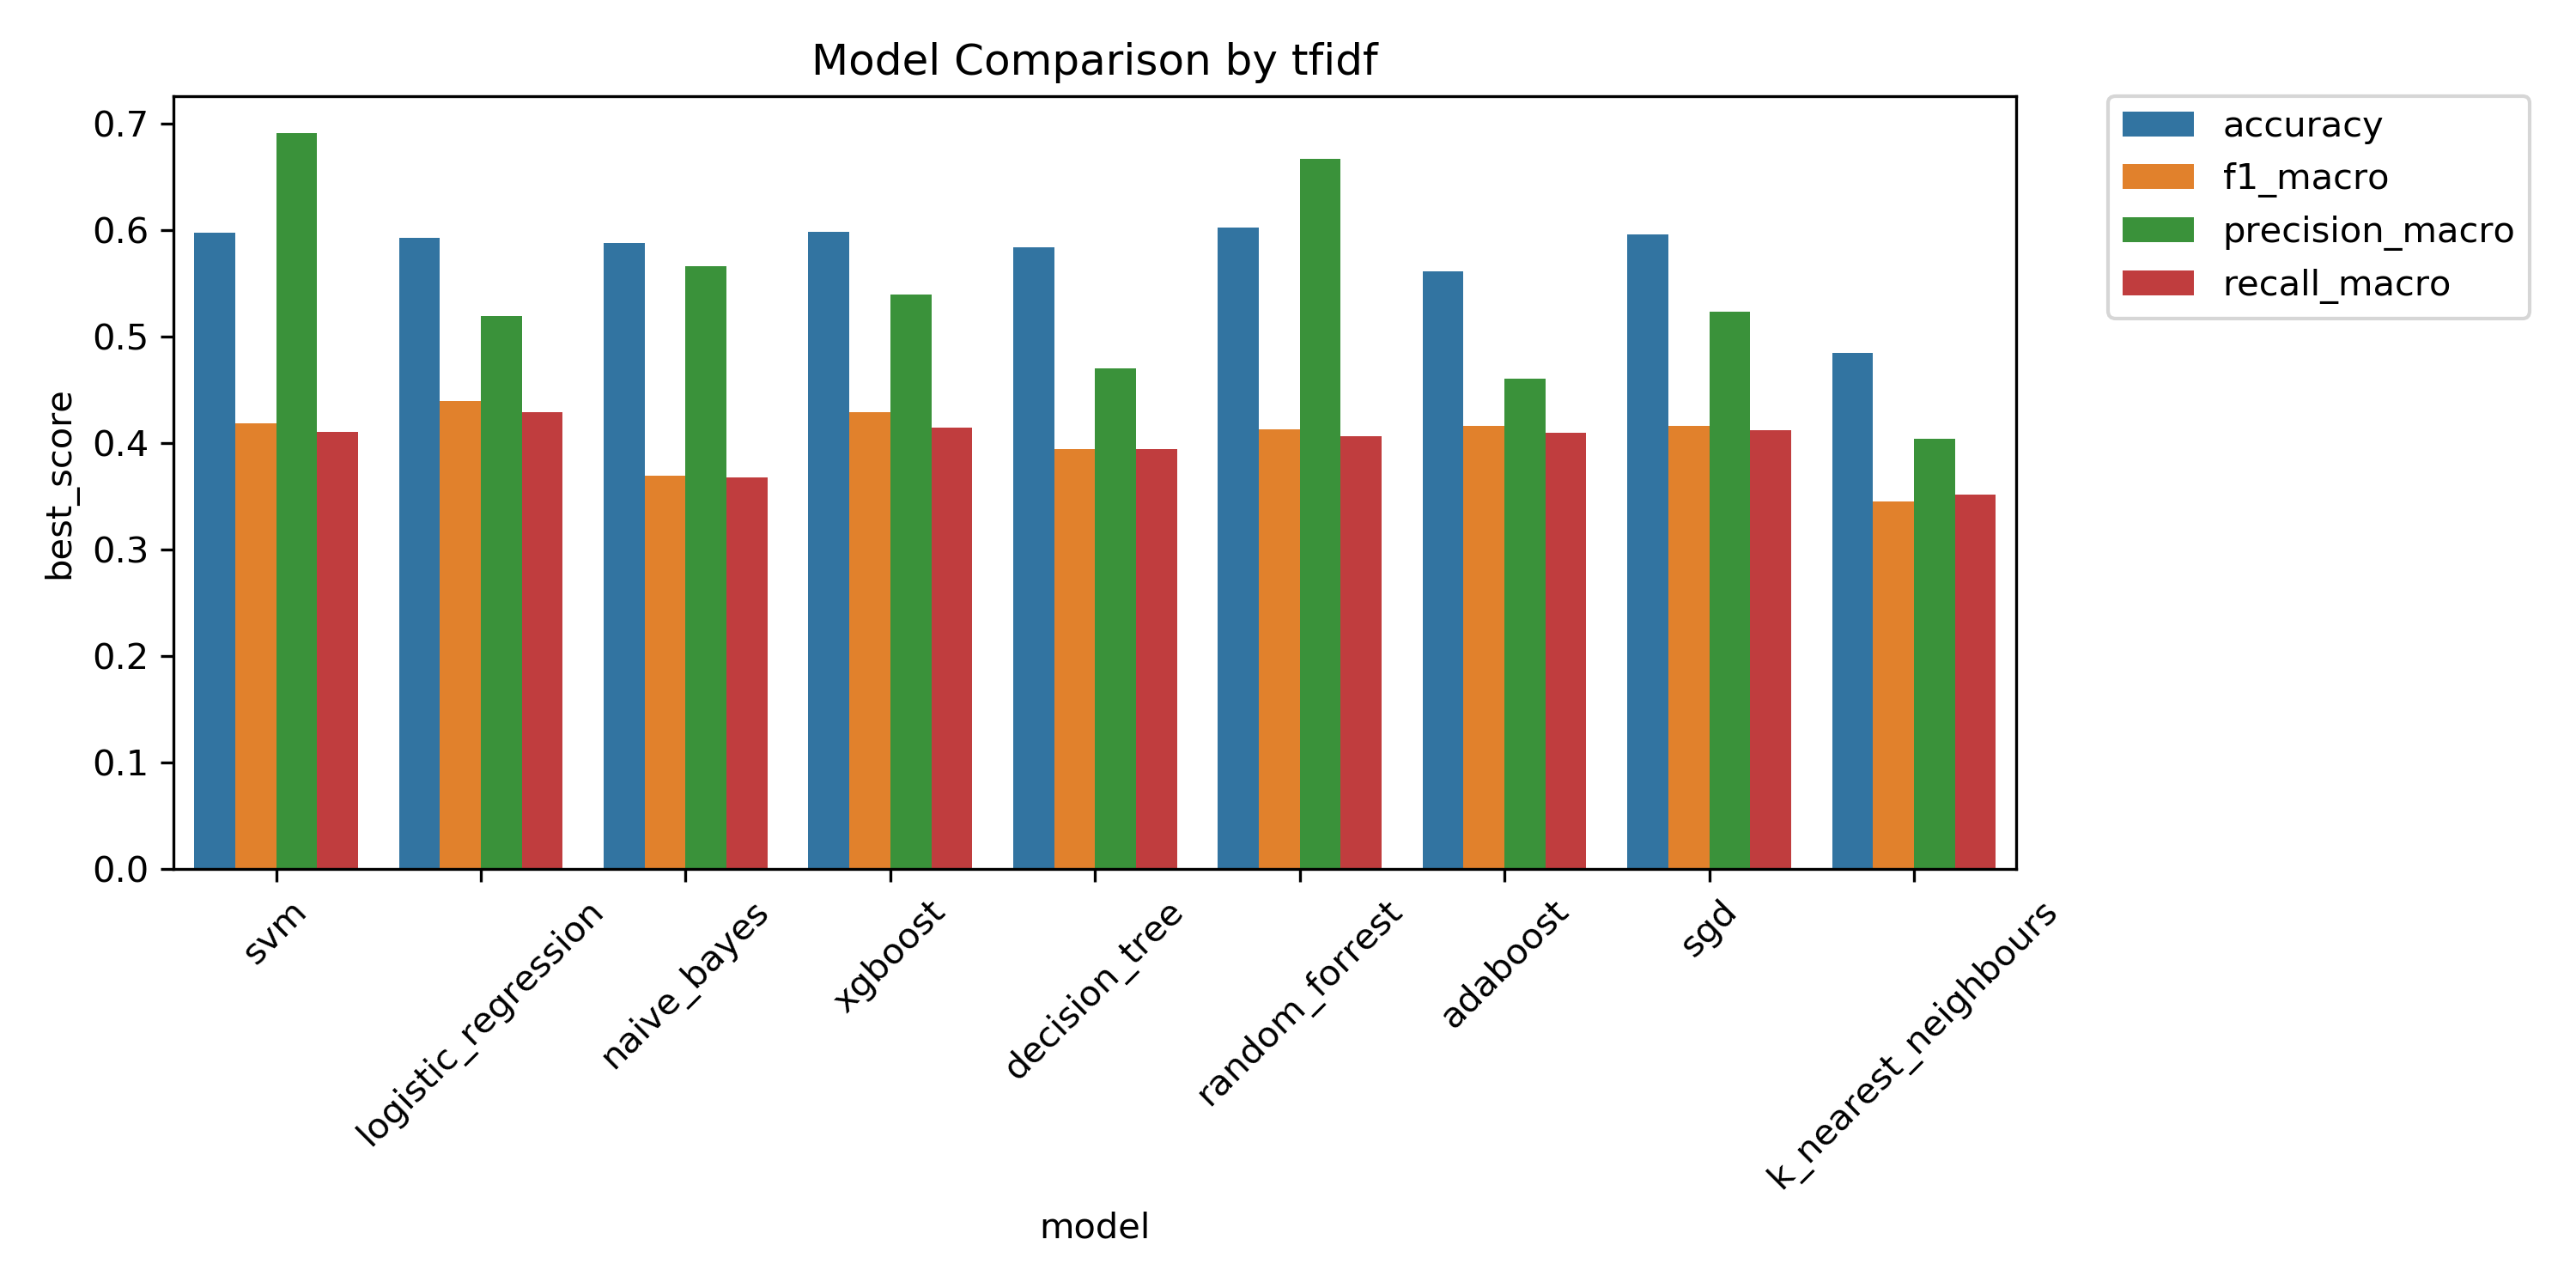 Model Comparison by tfidf
accuracy
f1_macro
precision_macro
recall_macro
best_score
0.7
0.6
0.5
0.4
0.3
0.2
0.1
0.0
svm
logistic_regression
naive_bayes
xgboost
decision_tree
random_forrest
adaboost
sgd
k_nearest_neighbours
model